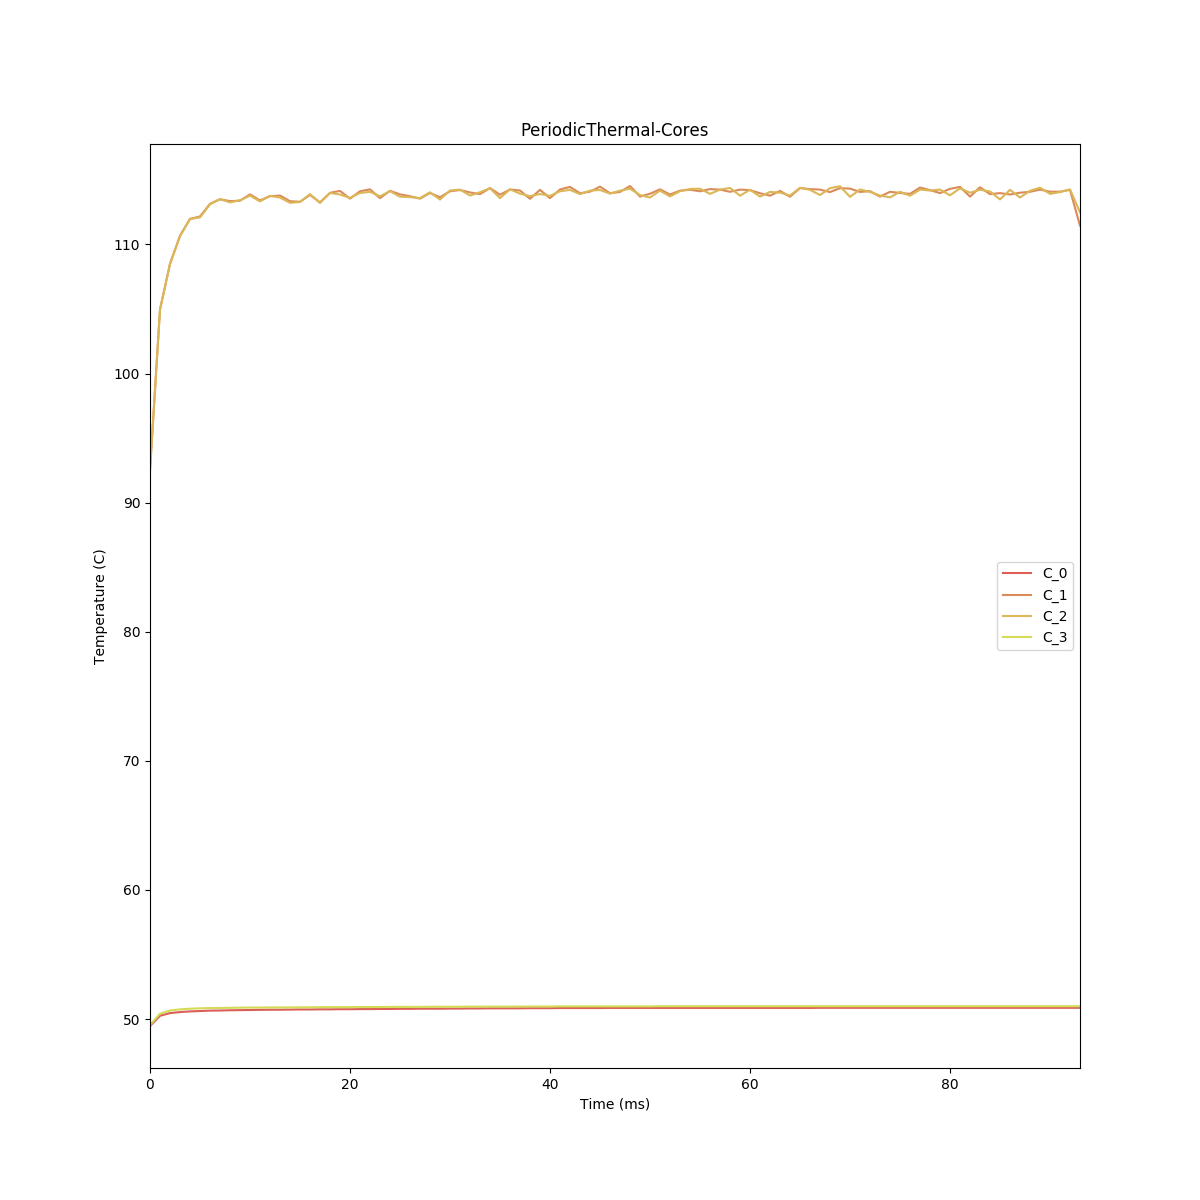 PeriodicThermal-Cores
110
100
90
80
70
60
50
Temperature (C)
C_0
C_1
C_2
C_3
0 20 40 60 80
Time (ms)